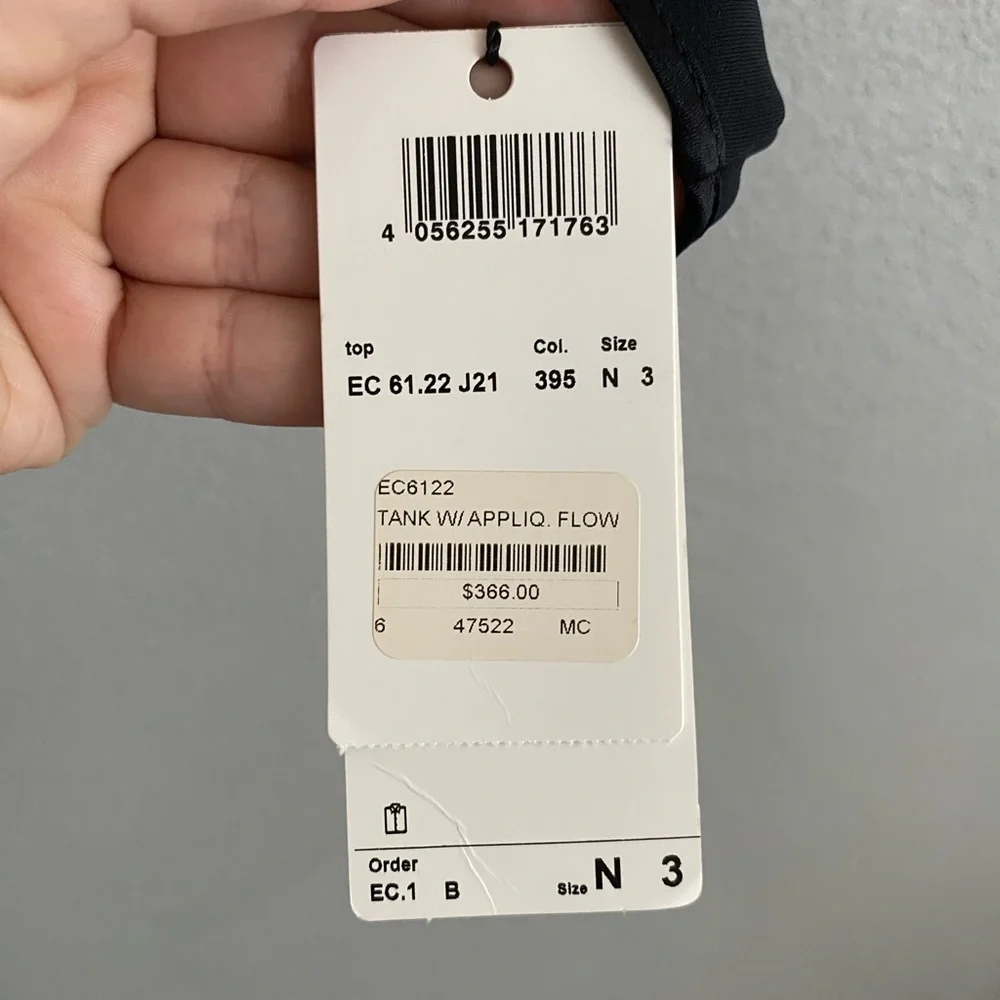 4 056255 171763
top Col. Size
EC 61.22 J21 395 N 3
EC6122
TANK W/ APPLIQ. FLOW
$366.00
6 47522 MC
Order
EC.1 B Size N 3